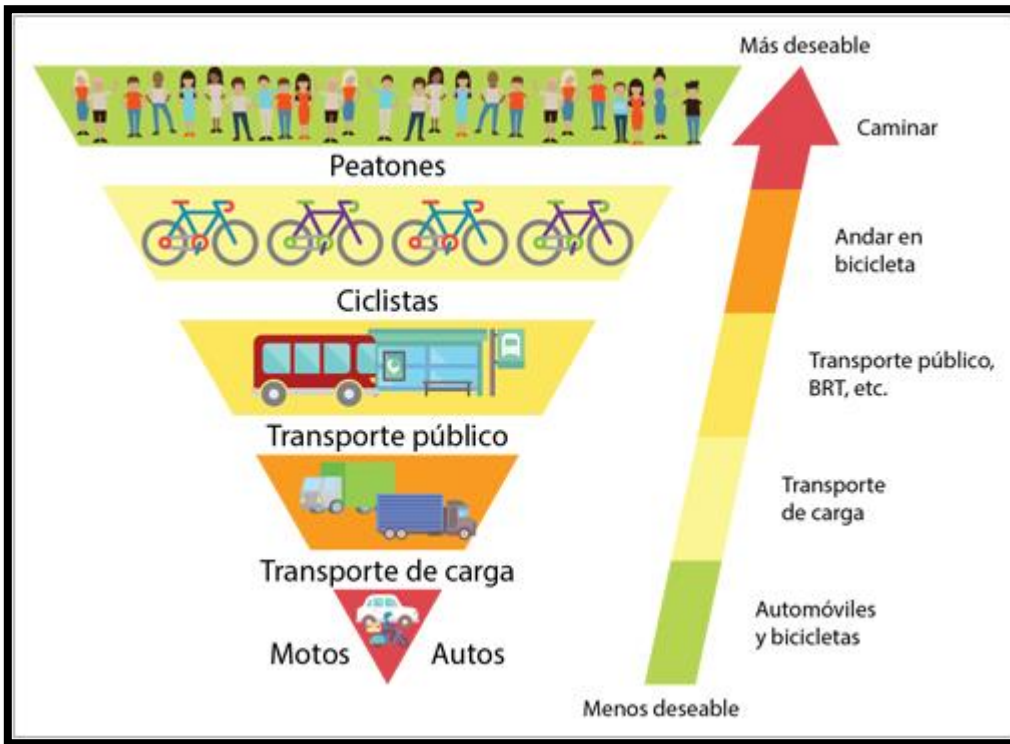 Más deseable
Caminar
Peatones
Andar en
bicicleta
Ciclistas
Transporte público,
BRT, etc.
Transporte público
Transporte
de carga
Transporte de carga
Automóviles
y bicicletas
Motos Autos
Menos deseable